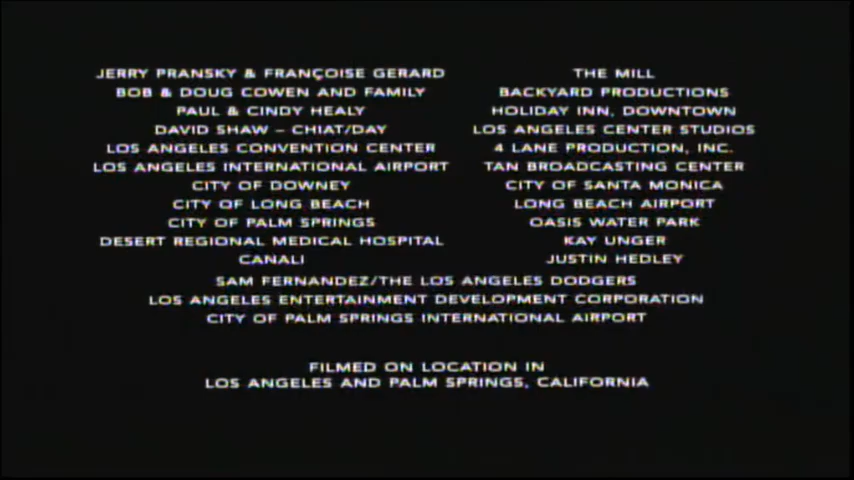 JERRY PRANSKY & FRANÇOISE GERARD
BOB & DOUG COWEN AND FAMILY
PAUL & CINDY HEALY
DAVID SHAW – CHIAT/DAY
LOS ANGELES CONVENTION CENTER
LOS ANGELES INTERNATIONAL AIRPORT
CITY OF DOWNEY
CITY OF LONG BEACH
CITY OF PALM SPRINGS
DESERT REGIONAL MEDICAL HOSPITAL
CANALI
THE MILL
BACKYARD PRODUCTIONS
HOLIDAY INN, DOWNTOWN
LOS ANGELES CENTER STUDIOS
4 LANE PRODUCTION, INC.
TAN BROADCASTING CENTER
CITY OF SANTA MONICA
LONG BEACH AIRPORT
OASIS WATER PARK
KAY UNGER
JUSTIN HEDLEY
SAM FERNANDEZ/THE LOS ANGELES DODGERS
LOS ANGELES ENTERTAINMENT DEVELOPMENT CORPORATION
CITY OF PALM SPRINGS INTERNATIONAL AIRPORT
FILMED ON LOCATION IN
LOS ANGELES AND PALM SPRINGS, CALIFORNIA